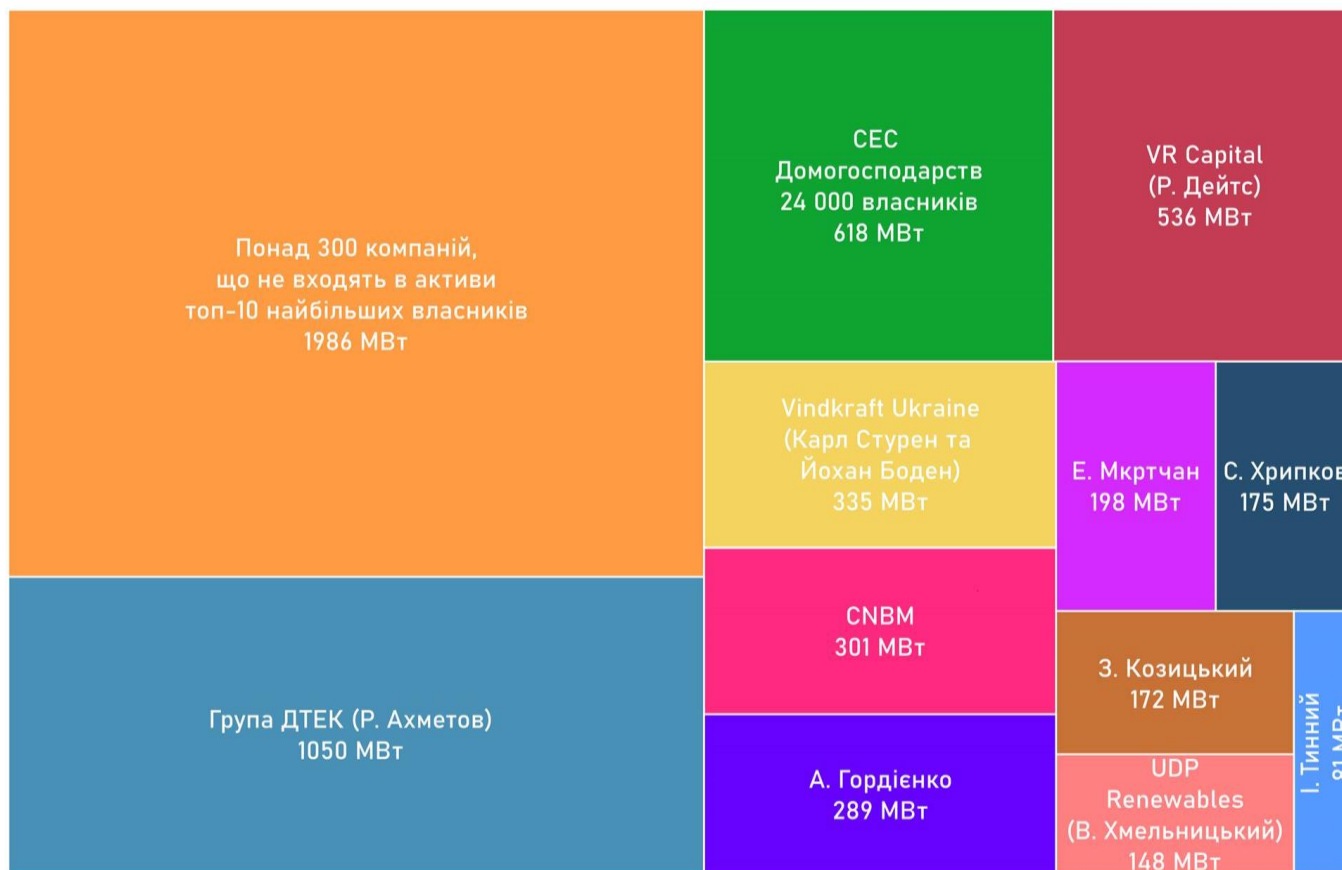 Понад 300 компаній,
що не входять в активи
топ-10 найбільших власників
1986 МВт
Група ДТЕК (Р. Ахметов)
1050 МВт
СЕС
Домогосподарств
24 000 власників
618 МВт
VR Capital
(Р. Дейтс)
536 МВт
Vindkraft Ukraine
(Карл Стурен та
Йохан Боден)
335 МВт
CNBM
301 МВт
А. Гордієнко
289 МВт
Е. Мкртчан
198 МВт
С. Хрипков
175 МВт
З. Козицький
172 МВт
UDP
Renewables
(В. Хмельницький)
148 МВт
І. Тинний
81 МВт